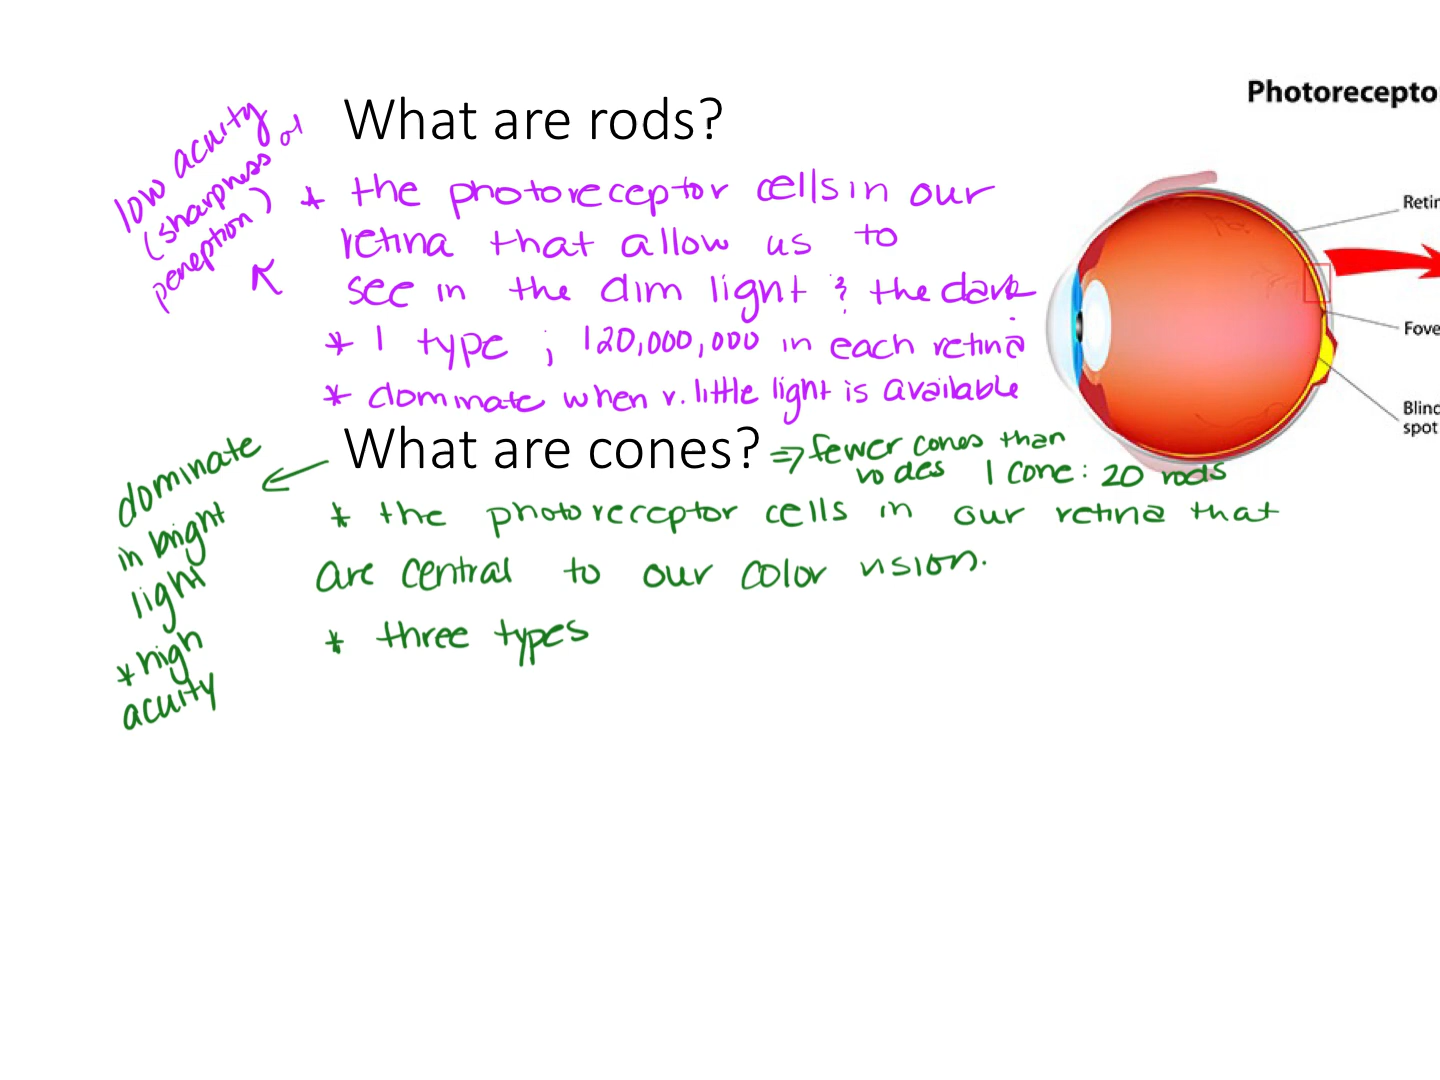 Photorecepto
What are rods?
low acuity
(sharpness of
perception)
* the photoreceptor cells in our
retina that allow us to
see in the dim light & the dark.
* 1 type ; 120,000,000 in each retina
* dominate when v. little light is available
Retin
Fove
Blind
spot
What are cones? => fewer cones than
rodes 1 cone: 20 rods
dominate
in bright
light
* high
acuity
* the photoreceptor cells in our retina that
are central to our color vision.
* three types